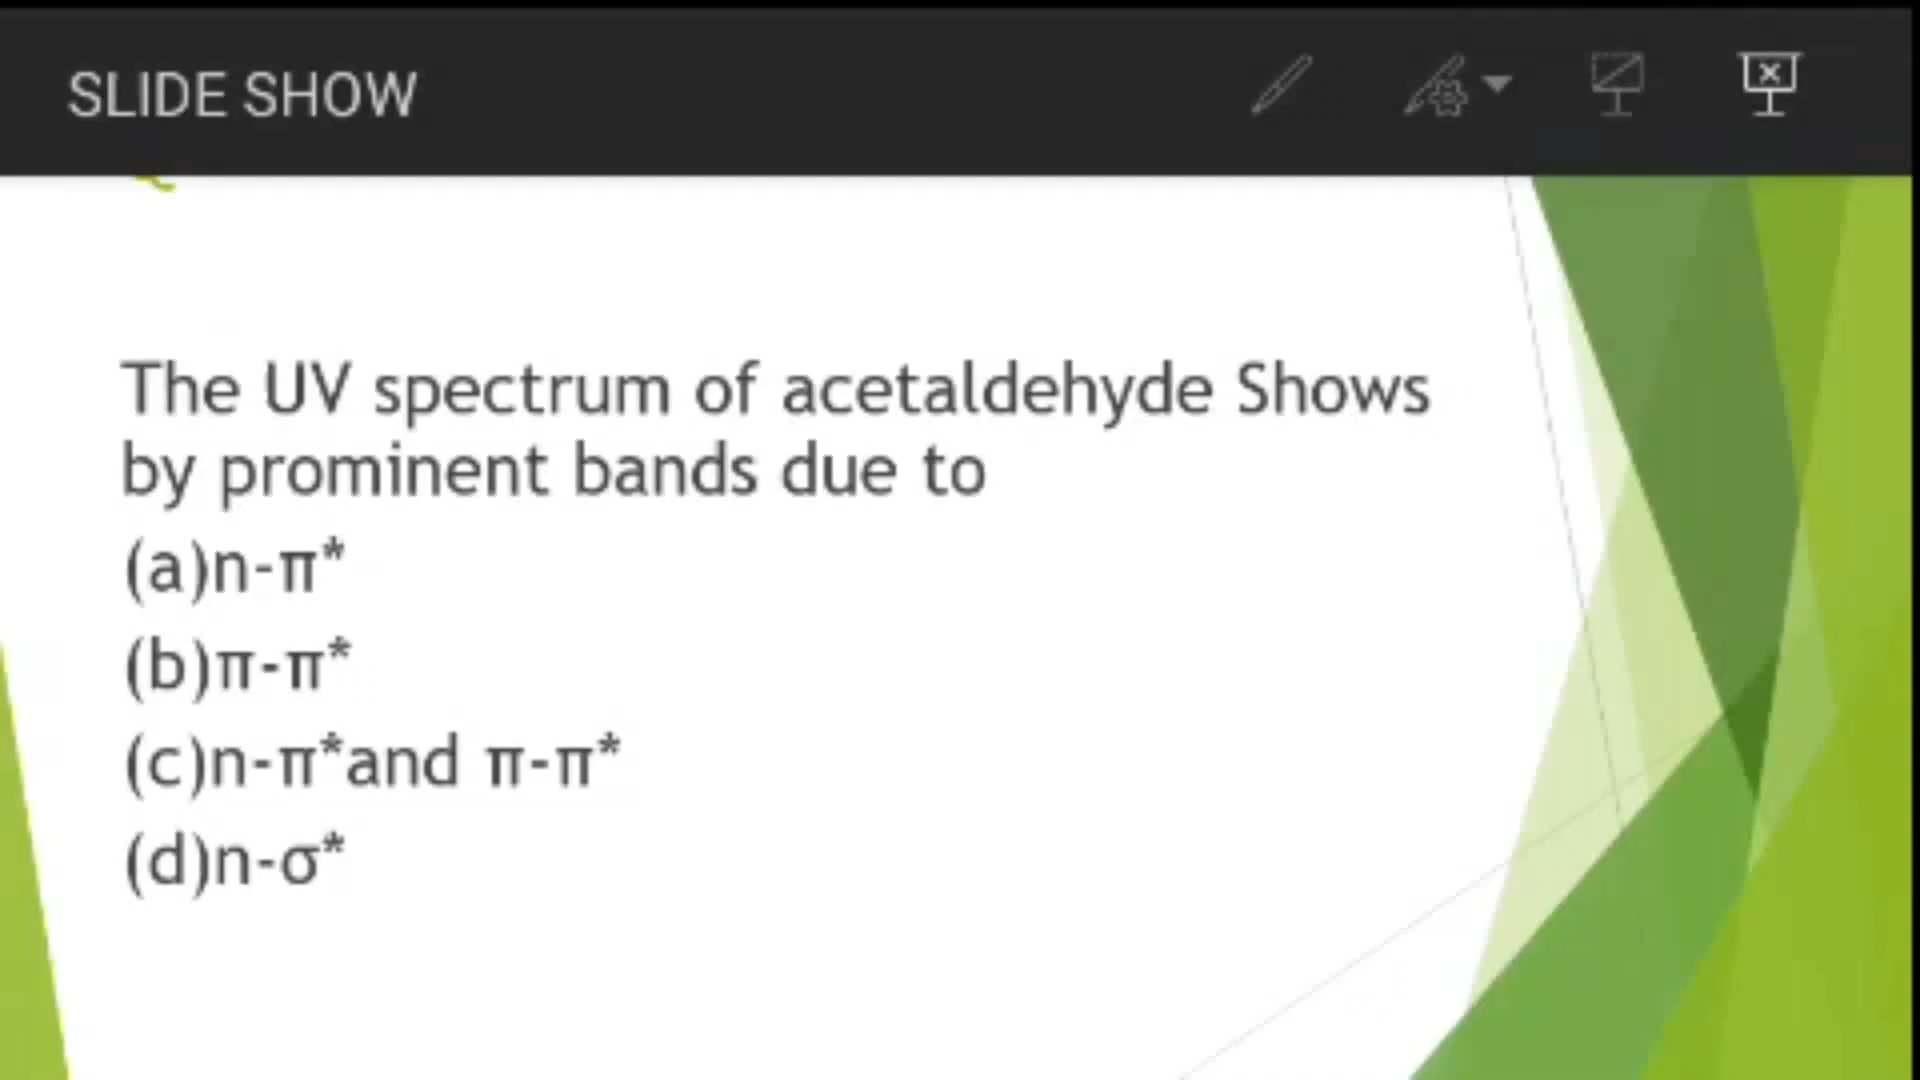 SLIDE SHOW
The UV spectrum of acetaldehyde Shows
by prominent bands due to
(a)n-π*
(b)π-π*
(c)n-π*and π-π*
(d)n-σ*